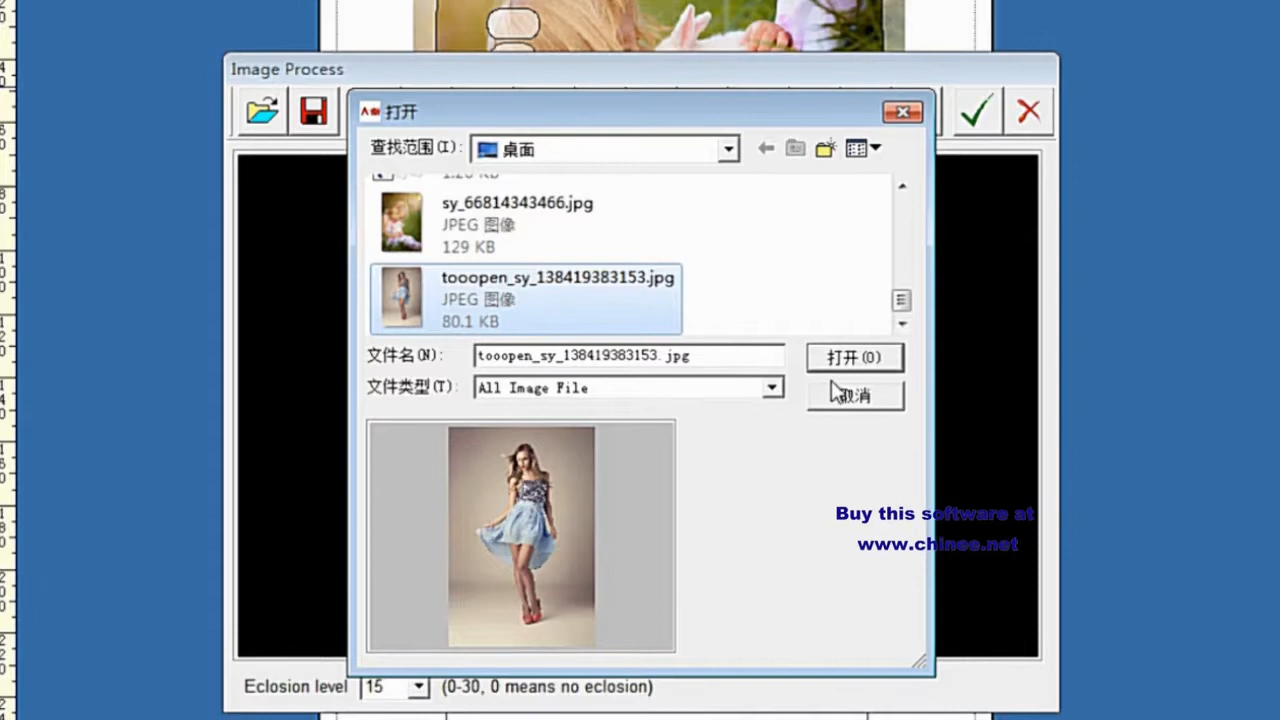 Image Process
打开
查找范围(I):
桌面
sy_66814343466.jpg
JPEG 图像
129 KB
tooopen_sy_138419383153.jpg
JPEG 图像
80.1 KB
文件名(N):
tooopen_sy_138419383153.jpg
打开(O)
文件类型(T):
All Image File
取消
Buy this software at
www.chinee.net
Eclosion level
15
(0-30, 0 means no eclosion)